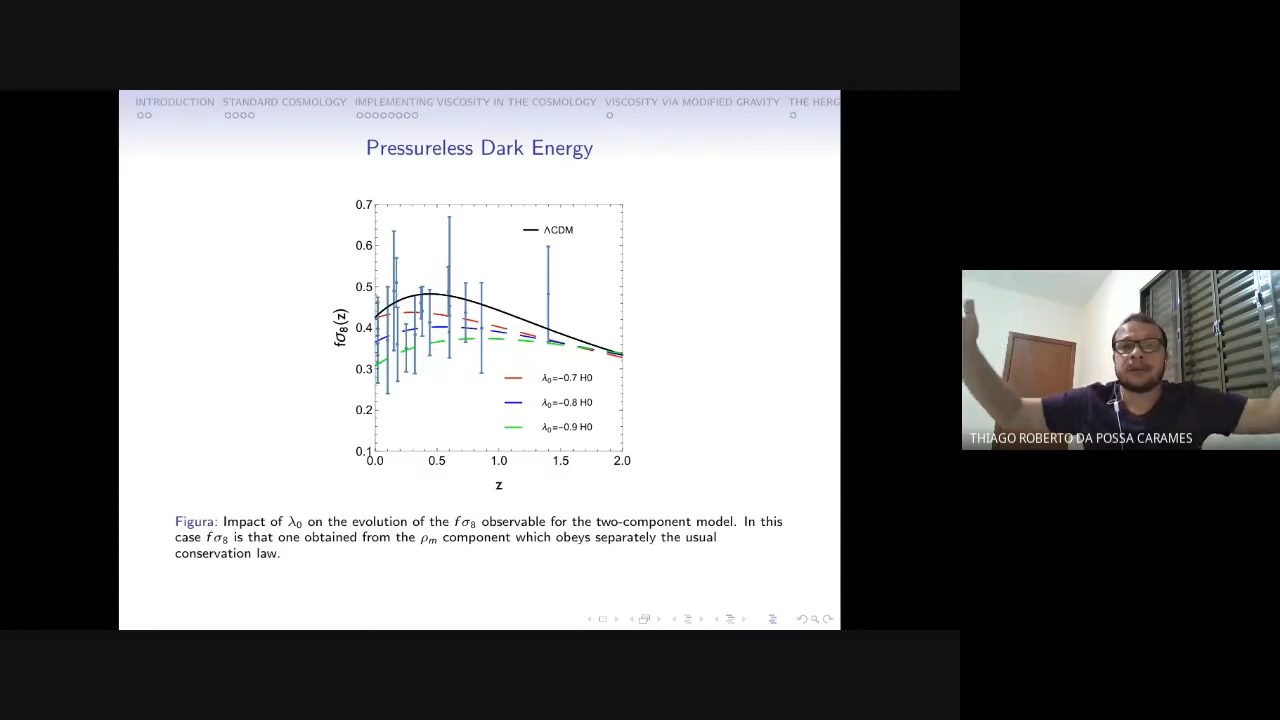 INTRODUCTION STANDARD COSMOLOGY IMPLEMENTING VISCOSITY IN THE COSMOLOGY VISCOSITY VIA MODIFIED GRAVITY THE HERG
Pressureless Dark Energy
0.7
0.6
0.5
0.4
0.3
0.2
0.1
fσ8(z)
ΛCDM
λ0=-0.7 H0
λ0=-0.8 H0
λ0=-0.9 H0
0.0 0.5 1.0 1.5 2.0
z
Figura: Impact of λ0 on the evolution of the fσ8 observable for the two-component model. In this
case fσ8 is that one obtained from the ρm component which obeys separately the usual
conservation law.
THIAGO ROBERTO DA POSSA CARAMES